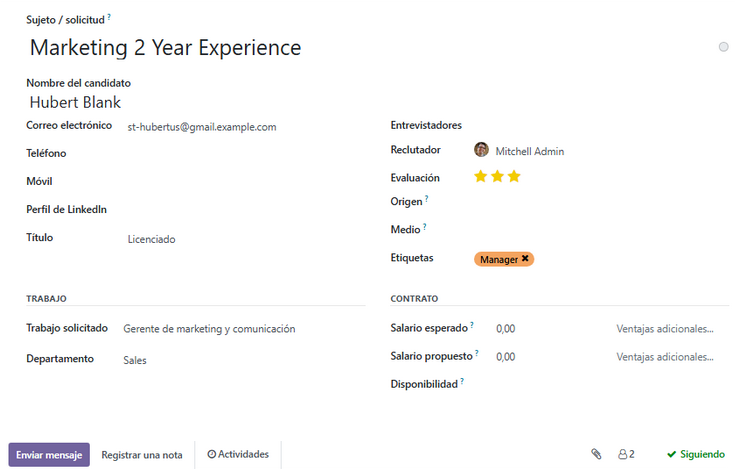 Sujeto / solicitud ?
Marketing 2 Year Experience
Nombre del candidato
Hubert Blank
Correo electrónico st-hubertus@gmail.example.com
Teléfono
Móvil
Perfil de LinkedIn
Título Licenciado
Entrevistadores
Reclutador Mitchell Admin
Evaluación
Origen ?
Medio ?
Etiquetas Manager ✖
TRABAJO
Trabajo solicitado Gerente de marketing y comunicación
Departamento Sales
CONTRATO
Salario esperado ? 0,00 Ventajas adicionales...
Salario propuesto ? 0,00 Ventajas adicionales...
Disponibilidad ?
Enviar mensaje Registrar una nota Actividades 2 Siguiendo